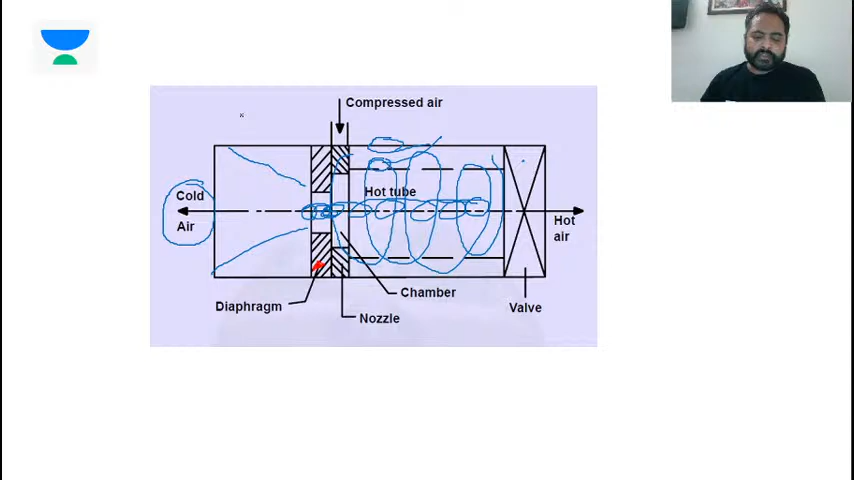 Compressed air
Cold
Air
Hot tube
Hot
air
Chamber
Diaphragm
Nozzle
Valve